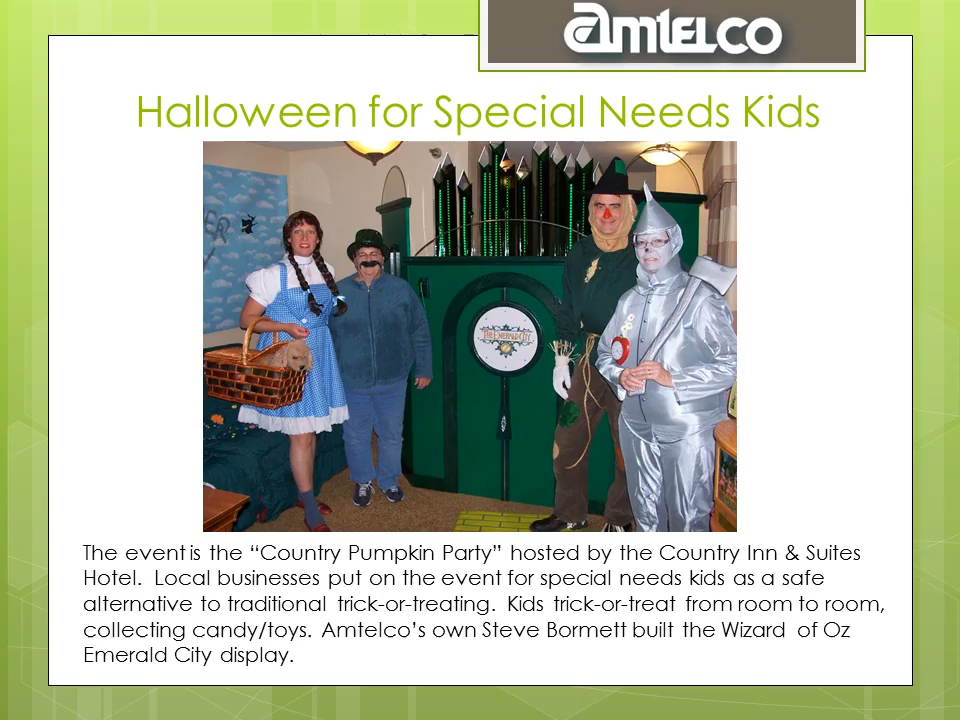 Amtelco
Halloween for Special Needs Kids
THE EMERALD CITY
The event is the “Country Pumpkin Party” hosted by the Country Inn & Suites
Hotel. Local businesses put on the event for special needs kids as a safe
alternative to traditional trick-or-treating. Kids trick-or-treat from room to room,
collecting candy/toys. Amtelco’s own Steve Bormett built the Wizard of Oz
Emerald City display.